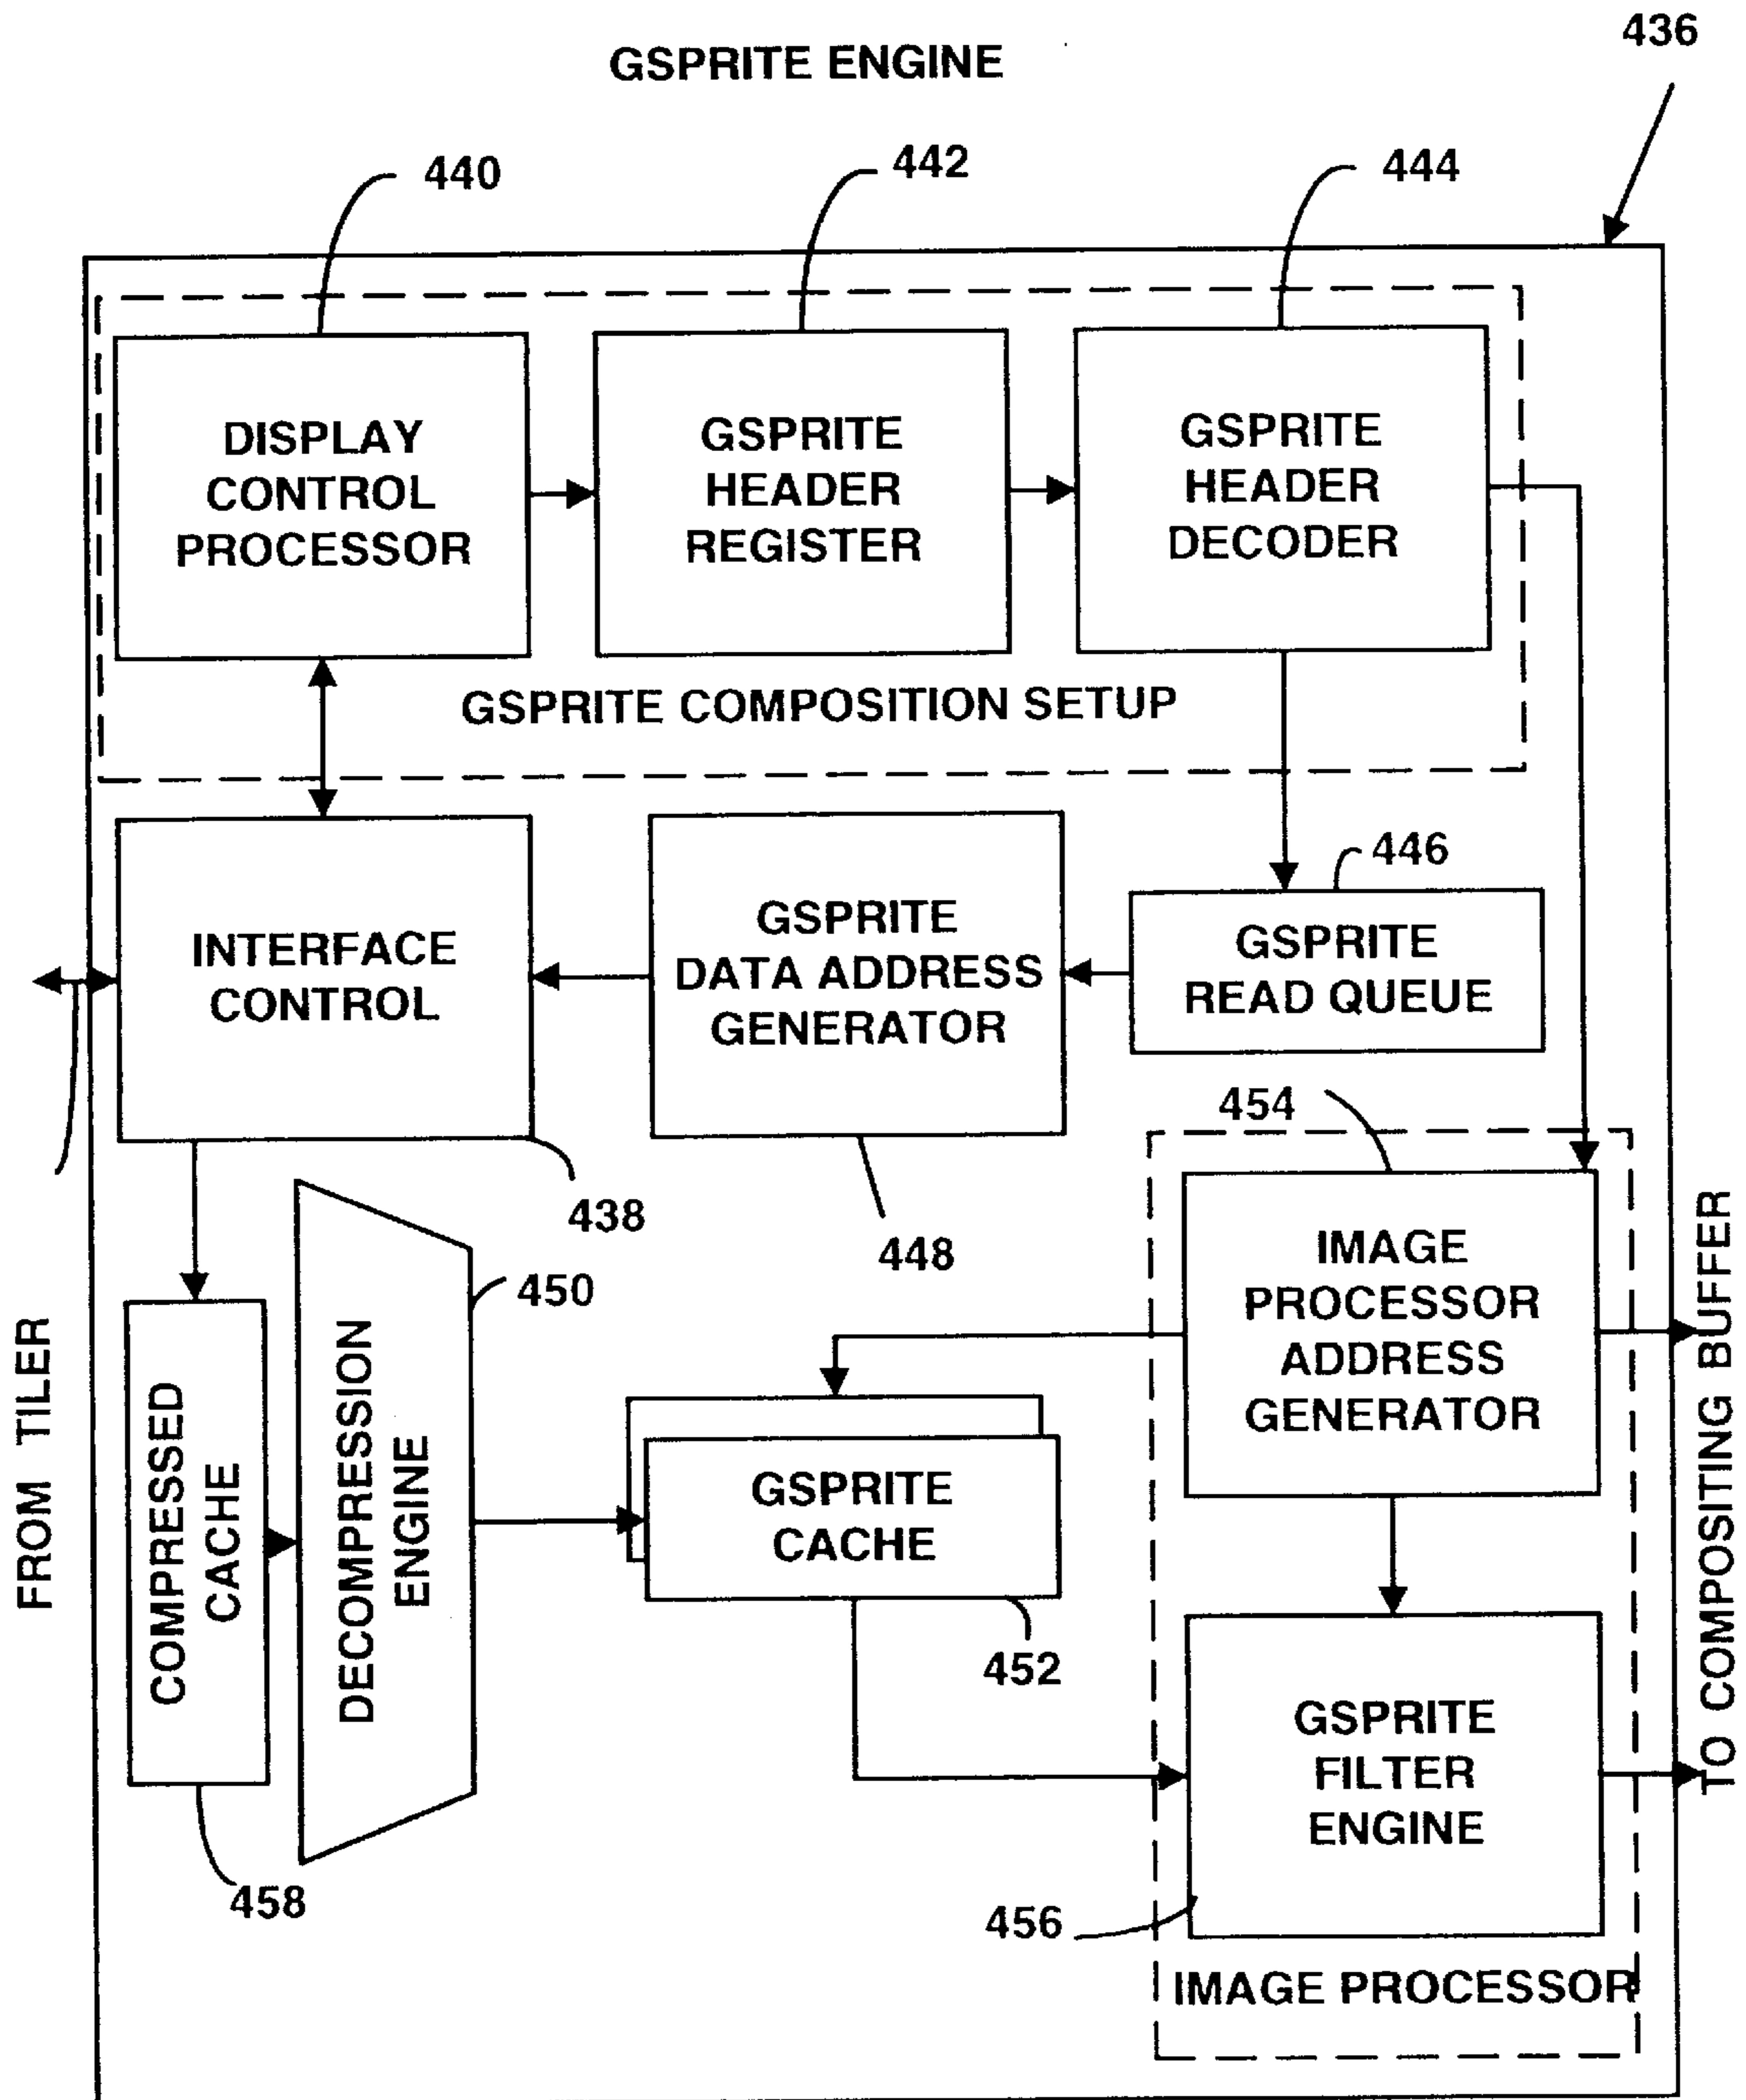 GSPRITE ENGINE
436
440
442
444
DISPLAY
CONTROL
PROCESSOR
GSPRITE
HEADER
REGISTER
GSPRITE
HEADER
DECODER
GSPRITE COMPOSITION SETUP
INTERFACE
CONTROL
438
GSPRITE
DATA ADDRESS
GENERATOR
448
446
GSPRITE
READ QUEUE
454
IMAGE
PROCESSOR
ADDRESS
GENERATOR
FROM TILER
COMPRESSED
CACHE
458
DECOMPRESSION
ENGINE
450
GSPRITE
CACHE
452
GSPRITE
FILTER
ENGINE
456
IMAGE PROCESSOR
TO COMPOSITING BUFFER